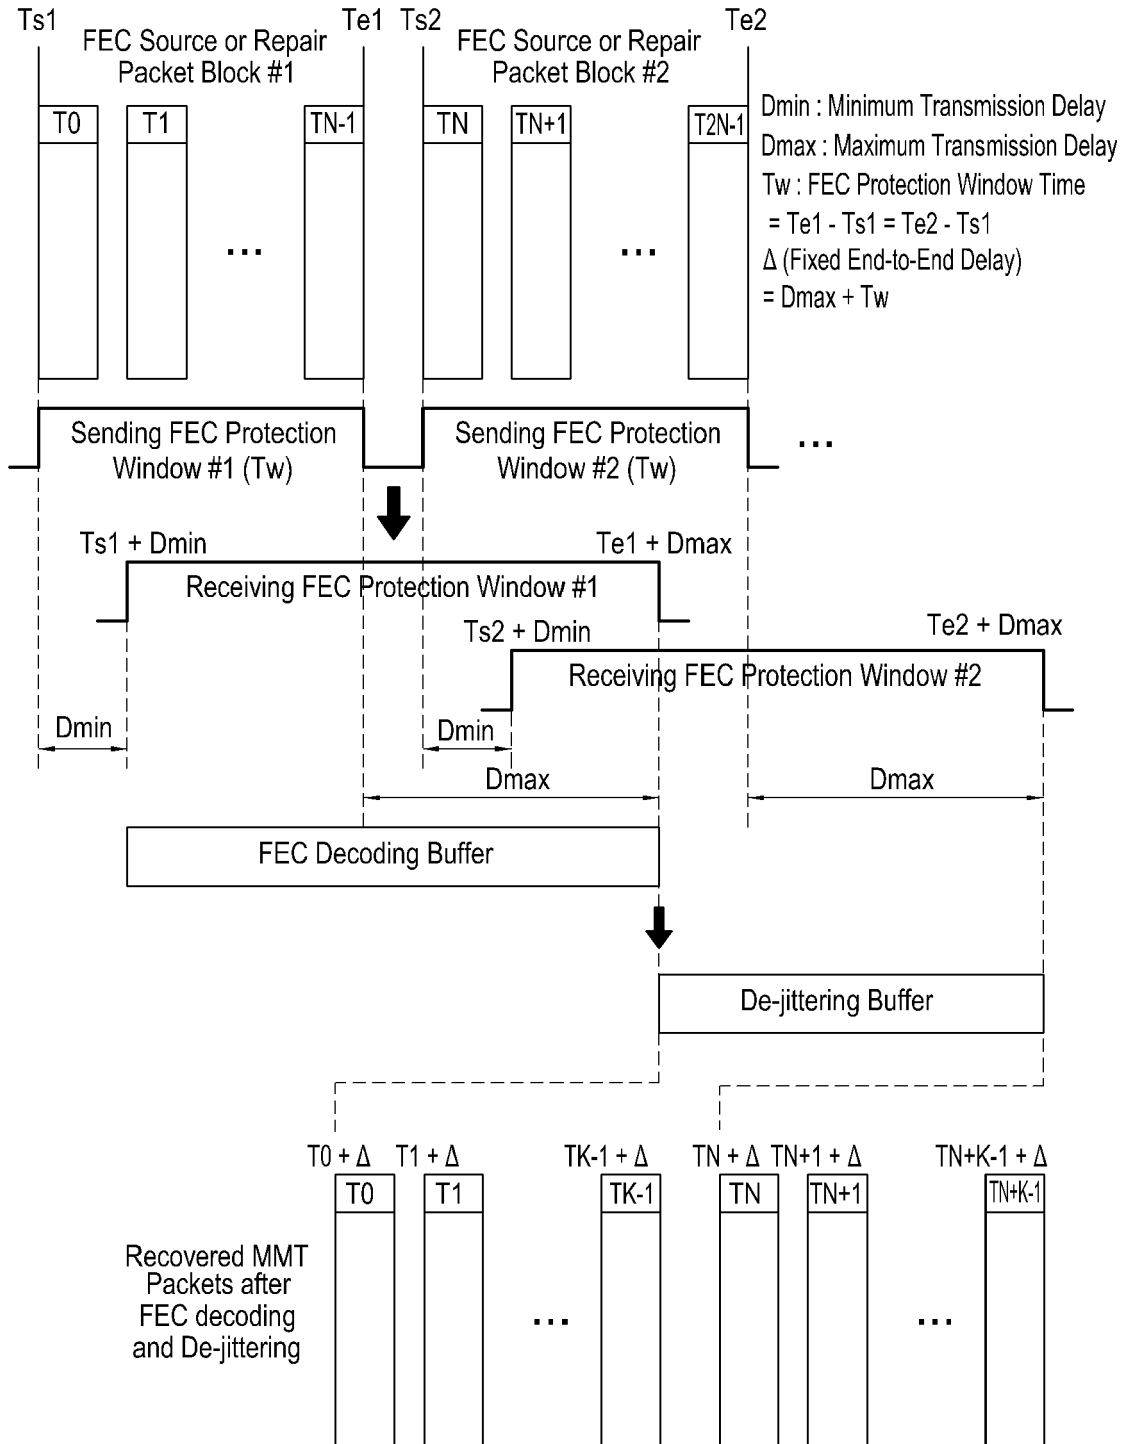 Ts1
Te1
Ts2
Te2
FEC Source or Repair
Packet Block #1
FEC Source or Repair
Packet Block #2
T0
T1
TN-1
TN
TN+1
T2N-1
Dmin : Minimum Transmission Delay
Dmax : Maximum Transmission Delay
Tw : FEC Protection Window Time
= Te1 - Ts1 = Te2 - Ts1
Δ (Fixed End-to-End Delay)
= Dmax + Tw
...
...
Sending FEC Protection
Window #1 (Tw)
Sending FEC Protection
Window #2 (Tw)
...
Ts1 + Dmin
Te1 + Dmax
Receiving FEC Protection Window #1
Ts2 + Dmin
Te2 + Dmax
Receiving FEC Protection Window #2
Dmin
Dmin
Dmax
Dmax
FEC Decoding Buffer
De-jittering Buffer
T0 + Δ
T1 + Δ
TK-1 + Δ
TN + Δ
TN+1 + Δ
TN+K-1 + Δ
T0
T1
TK-1
TN
TN+1
TN+K-1
Recovered MMT
Packets after
FEC decoding
and De-jittering
...
...